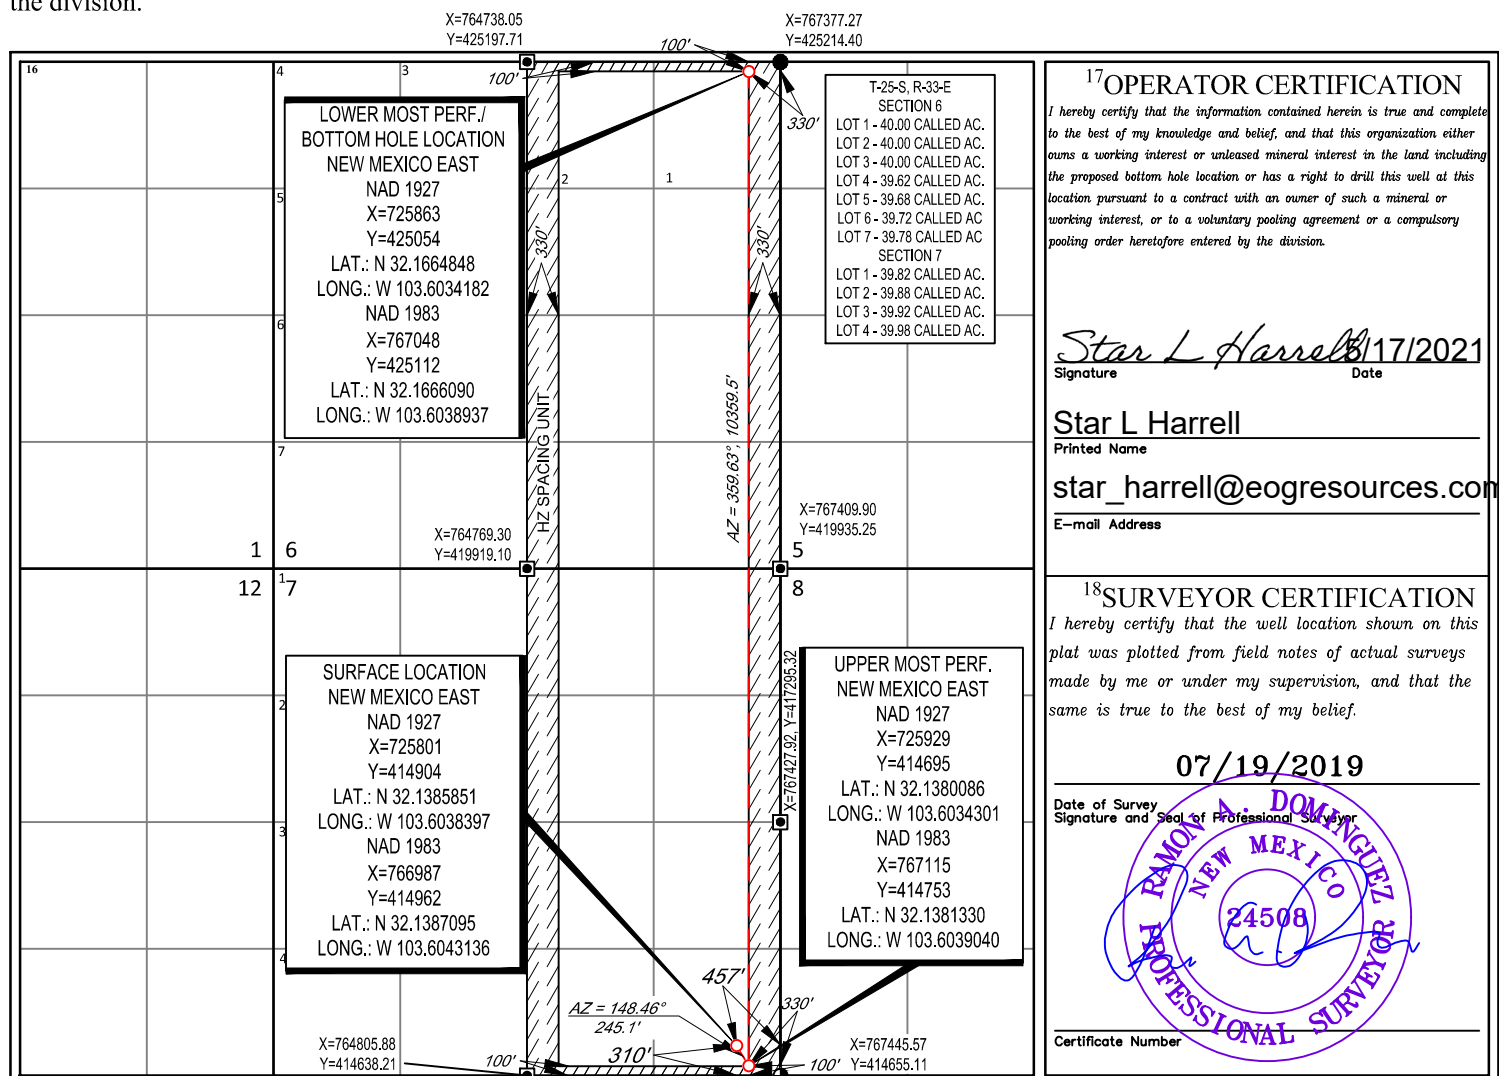 the division.
X=764738.05
Y=425197.71
X=767377.27
Y=425214.40
100'
100'
330'
16
4
3
5
2
1
6
7
LOWER MOST PERF./
BOTTOM HOLE LOCATION
NEW MEXICO EAST
NAD 1927
X=725863
Y=425054
LAT.: N 32.1664848
LONG.: W 103.6034182
NAD 1983
X=767048
Y=425112
LAT.: N 32.1666090
LONG.: W 103.6038937
T-25-S, R-33-E
SECTION 6
LOT 1 - 40.00 CALLED AC.
LOT 2 - 40.00 CALLED AC.
LOT 3 - 40.00 CALLED AC.
LOT 4 - 39.62 CALLED AC.
LOT 5 - 39.68 CALLED AC.
LOT 6 - 39.72 CALLED AC
LOT 7 - 39.78 CALLED AC
SECTION 7
LOT 1 - 39.82 CALLED AC.
LOT 2 - 39.88 CALLED AC.
LOT 3 - 39.92 CALLED AC.
LOT 4 - 39.98 CALLED AC.
330'
330'
HZ SPACING UNIT
AZ = 359.63°, 10359.5'
X=764769.30
Y=419919.10
X=767409.90
Y=419935.25
1
6
5
12
1
7
8
2
3
4
SURFACE LOCATION
NEW MEXICO EAST
NAD 1927
X=725801
Y=414904
LAT.: N 32.1385851
LONG.: W 103.6038397
NAD 1983
X=766987
Y=414962
LAT.: N 32.1387095
LONG.: W 103.6043136
X=767427.92, Y=417295.32
UPPER MOST PERF.
NEW MEXICO EAST
NAD 1927
X=725929
Y=414695
LAT.: N 32.1380086
LONG.: W 103.6034301
NAD 1983
X=767115
Y=414753
LAT.: N 32.1381330
LONG.: W 103.6039040
457'
AZ = 148.46°
245.1'
330'
310'
100'
100'
X=764805.88
Y=414638.21
X=767445.57
Y=414655.11
17OPERATOR CERTIFICATION
I hereby certify that the information contained herein is true and complete
to the best of my knowledge and belief, and that this organization either
owns a working interest or unleased mineral interest in the land including
the proposed bottom hole location or has a right to drill this well at this
location pursuant to a contract with an owner of such a mineral or
working interest, or to a voluntary pooling agreement or a compulsory
pooling order heretofore entered by the division.
Star L Harrell /17/2021
Signature Date
Star L Harrell
Printed Name
star_harrell@eogresources.com
E-mail Address
18SURVEYOR CERTIFICATION
I hereby certify that the well location shown on this
plat was plotted from field notes of actual surveys
made by me or under my supervision, and that the
same is true to the best of my belief.
07/19/2019
Date of Survey
Signature and Seal of Professional Surveyor
RAMON A. DOMINGUEZ
NEW MEXICO
24508
PROFESSIONAL SURVEYOR
Certificate Number